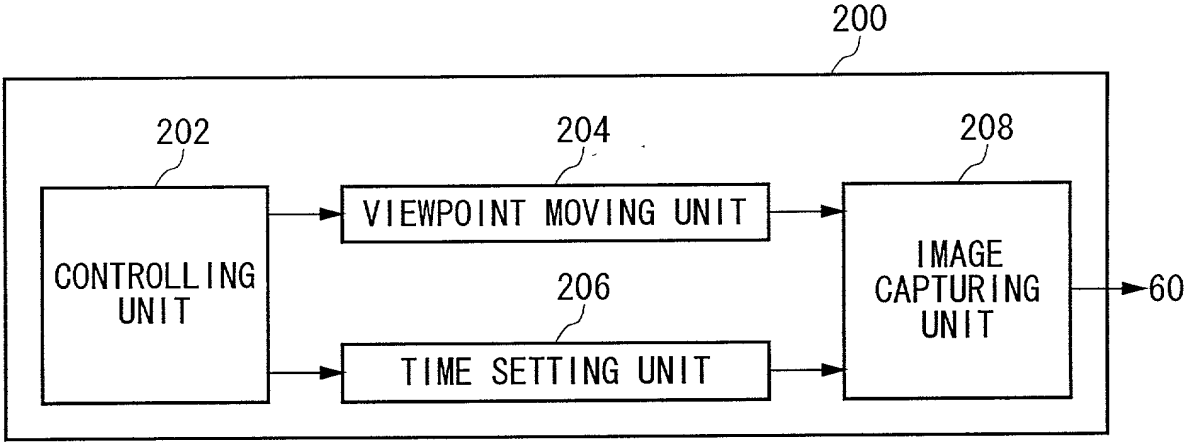 200
202
204
208
VIEWPOINT MOVING UNIT
CONTROLLING
UNIT
IMAGE
CAPTURING
UNIT
60
206
TIME SETTING UNIT